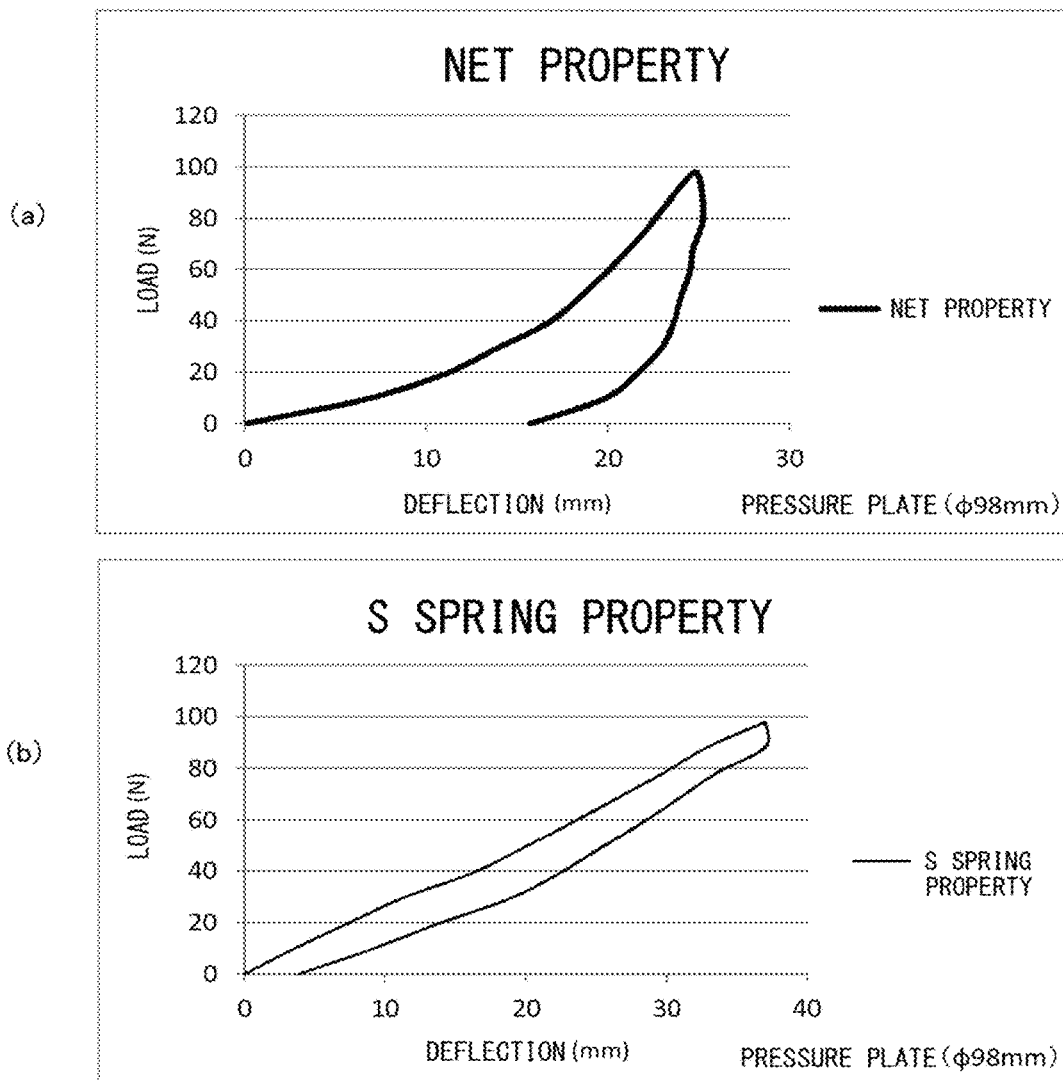 (a)
NET PROPERTY
120
100
80
60
40
20
0
LOAD (N)
0 10 20 30
DEFLECTION (mm)
PRESSURE PLATE (ϕ98mm)
NET PROPERTY
(b)
S SPRING PROPERTY
120
100
80
60
40
20
0
LOAD (N)
0 10 20 30 40
DEFLECTION (mm)
PRESSURE PLATE (ϕ98mm)
S SPRING
PROPERTY